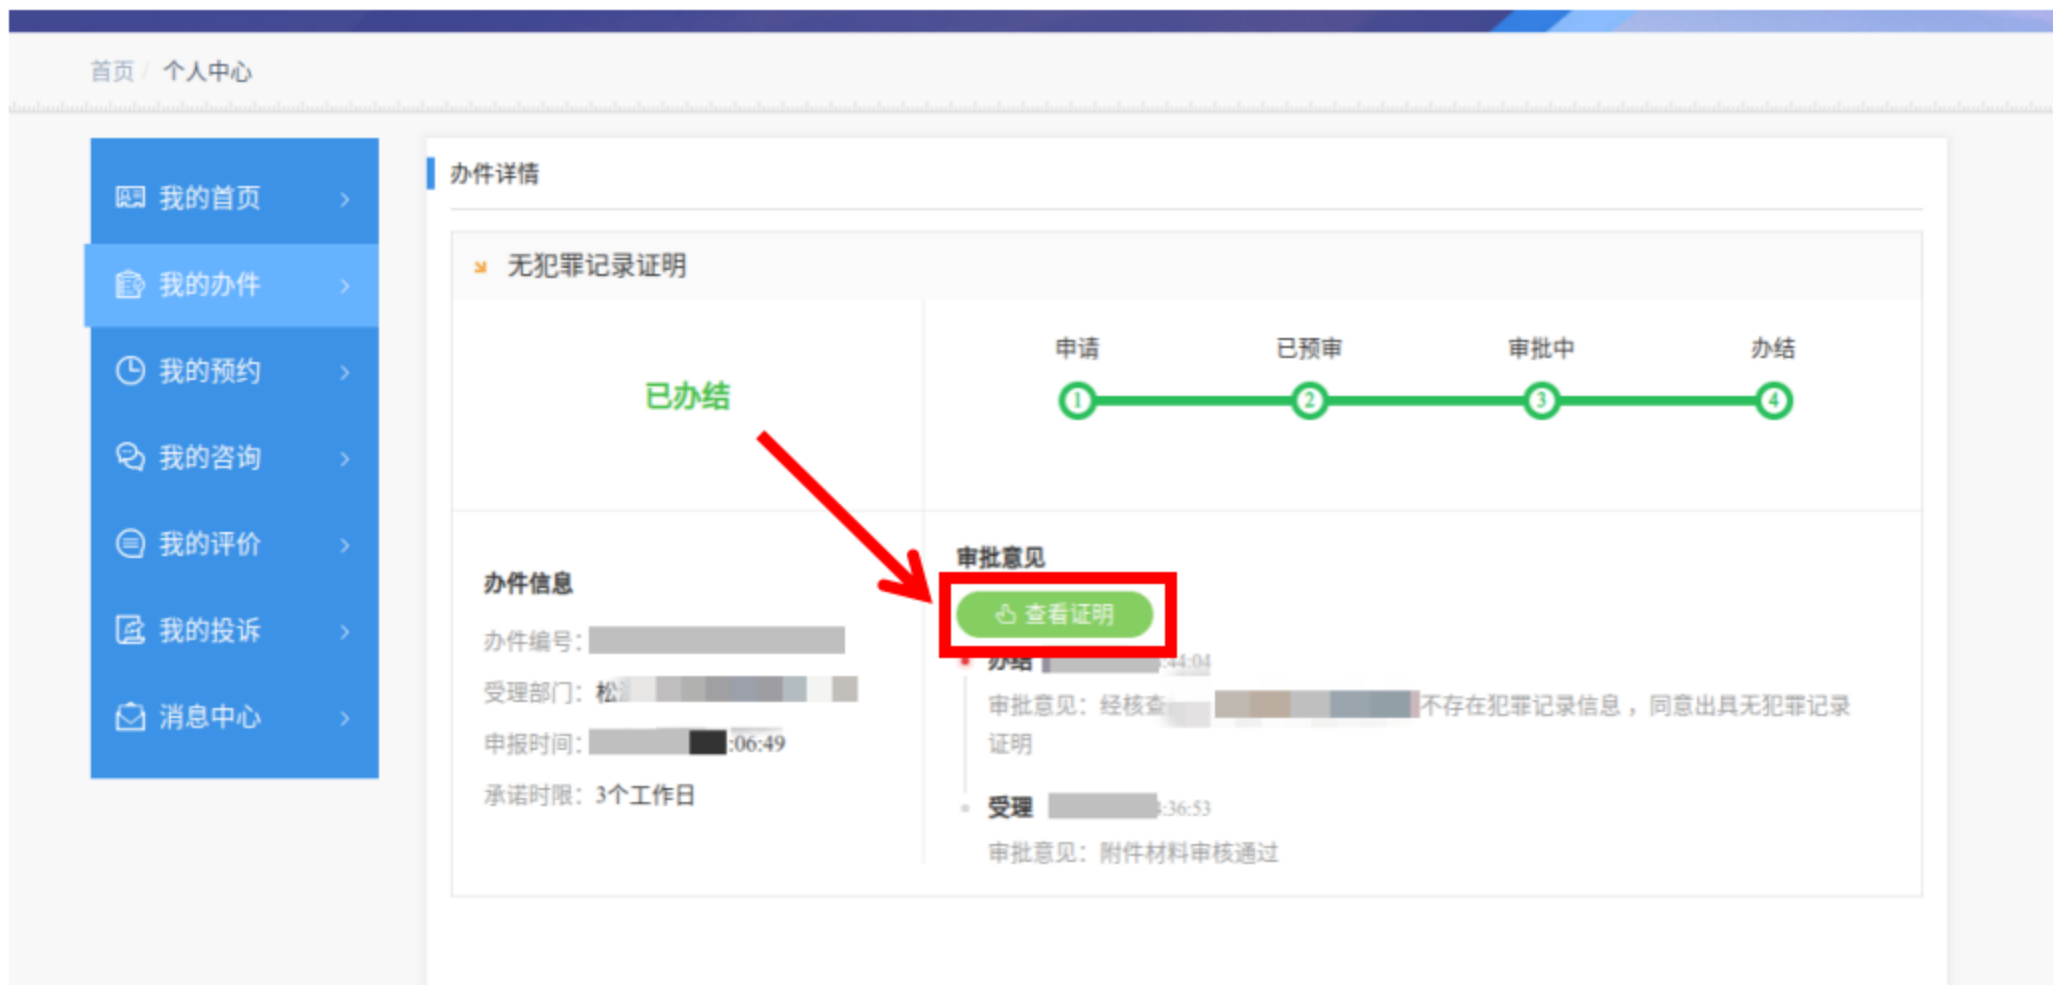 首页 / 个人中心
我的首页
我的办件
我的预约
我的咨询
我的评价
我的投诉
消息中心
办件详情
无犯罪记录证明
已办结
申请 已预审 审批中 办结
1 2 3 4
办件信息
办件编号：
受理部门：松
申报时间： :06:49
承诺时限：3个工作日
审批意见
查看证明
办结 :44:04
审批意见：经核查 不存在犯罪记录信息，同意出具无犯罪记录
证明
受理 :36:53
审批意见：附件材料审核通过